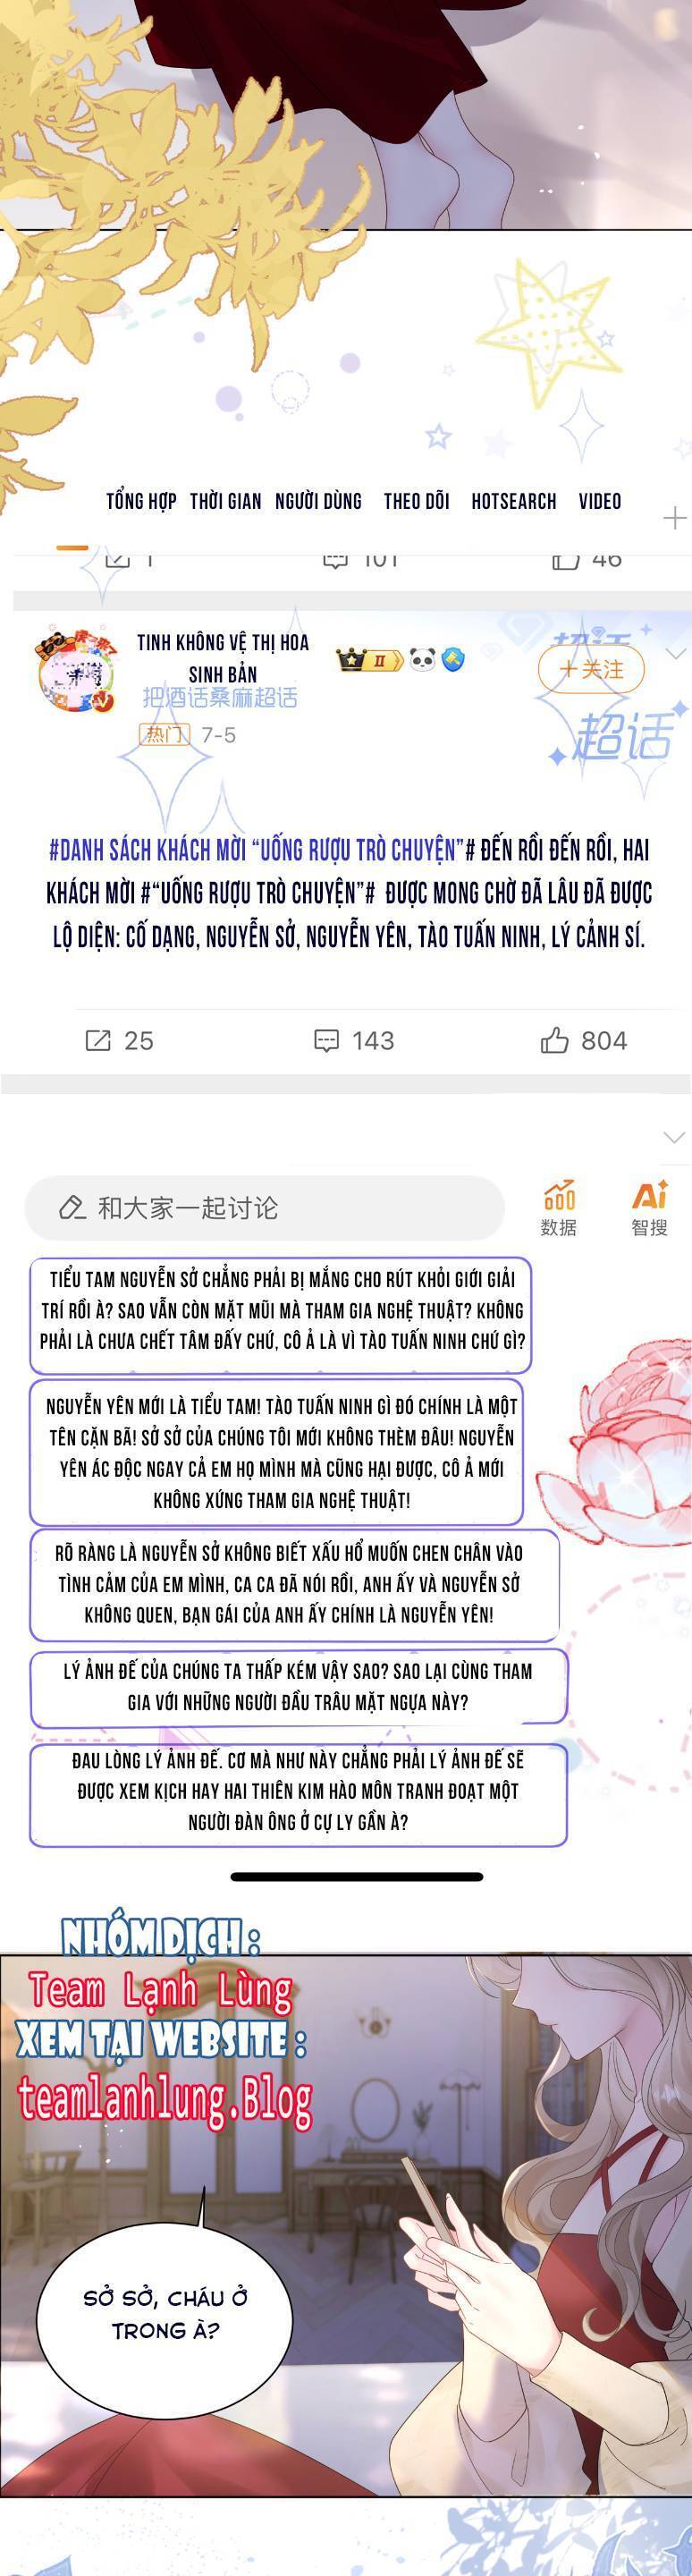 TỔNG HỢP THỜI GIAN NGƯỜI DÙNG THEO DÕI HOTSEARCH VIDEO
1 101 46
TINH KHÔNG VỆ THỊ HOA
SINH BẢN
把酒话桑麻超话
热门 7-5
+关注
超话
#DANH SÁCH KHÁCH MỜI “UỐNG RƯỢU TRÒ CHUYỆN”# ĐẾN RỒI ĐẾN RỒI, HAI
KHÁCH MỜI #“UỐNG RƯỢU TRÒ CHUYỆN”# ĐƯỢC MONG CHỜ ĐÃ LÂU ĐÃ ĐƯỢC
LỘ DIỆN: CỐ DẠNG, NGUYỄN SỞ, NGUYỄN YÊN, TÀO TUẤN NINH, LÝ CẢNH SÍ.
25 143 804
和大家一起讨论
数据
Ai
智搜
TIỂU TAM NGUYỄN SỞ CHẲNG PHẢI BỊ MẮNG CHO RÚT KHỎI GIỚI GIẢI
TRÍ RỒI À? SAO VẪN CÒN MẶT MŨI MÀ THAM GIA NGHỆ THUẬT? KHÔNG
PHẢI LÀ CHƯA CHẾT TÂM ĐẤY CHỨ, CÔ Ả LÀ VÌ TÀO TUẤN NINH CHỨ GÌ?
NGUYỄN YÊN MỚI LÀ TIỂU TAM! TÀO TUẤN NINH GÌ ĐÓ CHÍNH LÀ MỘT
TÊN CẶN BÃ! SỞ SỞ CỦA CHÚNG TÔI MỚI KHÔNG THÈM ĐÂU! NGUYỄN
YÊN ÁC ĐỘC NGAY CẢ EM HỌ MÌNH MÀ CŨNG HẠI ĐƯỢC, CÔ Ả MỚI
KHÔNG XỨNG THAM GIA NGHỆ THUẬT!
RÕ RÀNG LÀ NGUYỄN SỞ KHÔNG BIẾT XẤU HỔ MUỐN CHEN CHÂN VÀO
TÌNH CẢM CỦA EM MÌNH, CA CA ĐÃ NÓI RỒI, ANH ẤY VÀ NGUYỄN SỞ
KHÔNG QUEN, BẠN GÁI CỦA ANH ẤY CHÍNH LÀ NGUYỄN YÊN!
LÝ ẢNH ĐẾ CỦA CHÚNG TA THẤP KÉM VẬY SAO? SAO LẠI CÙNG THAM
GIA VỚI NHỮNG NGƯỜI ĐẦU TRÂU MẶT NGỰA NÀY?
ĐAU LÒNG LÝ ẢNH ĐẾ. CƠ MÀ NHƯ NÀY CHẲNG PHẢI LÝ ẢNH ĐẾ SẼ
ĐƯỢC XEM KỊCH HAY HAI THIÊN KIM HÀO MÔN TRANH ĐOẠT MỘT
NGƯỜI ĐÀN ÔNG Ở CỰ LY GẦN À?
NHÓM DỊCH :
Team Lạnh Lùng
XEM TẠI WEBSITE :
teamlanhlung.Blog
SỞ SỞ, CHÁU Ở
TRONG À?